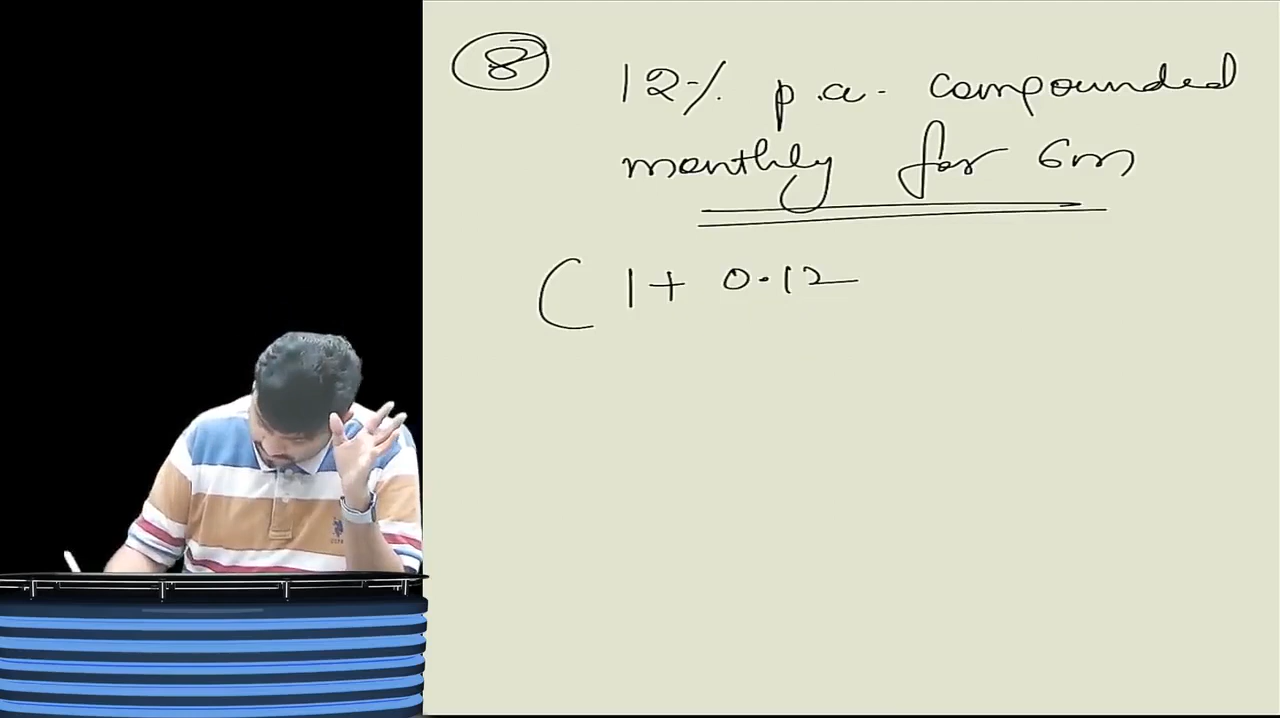 8
12% p.a. compounded
monthly for 6m
( 1 + 0.12